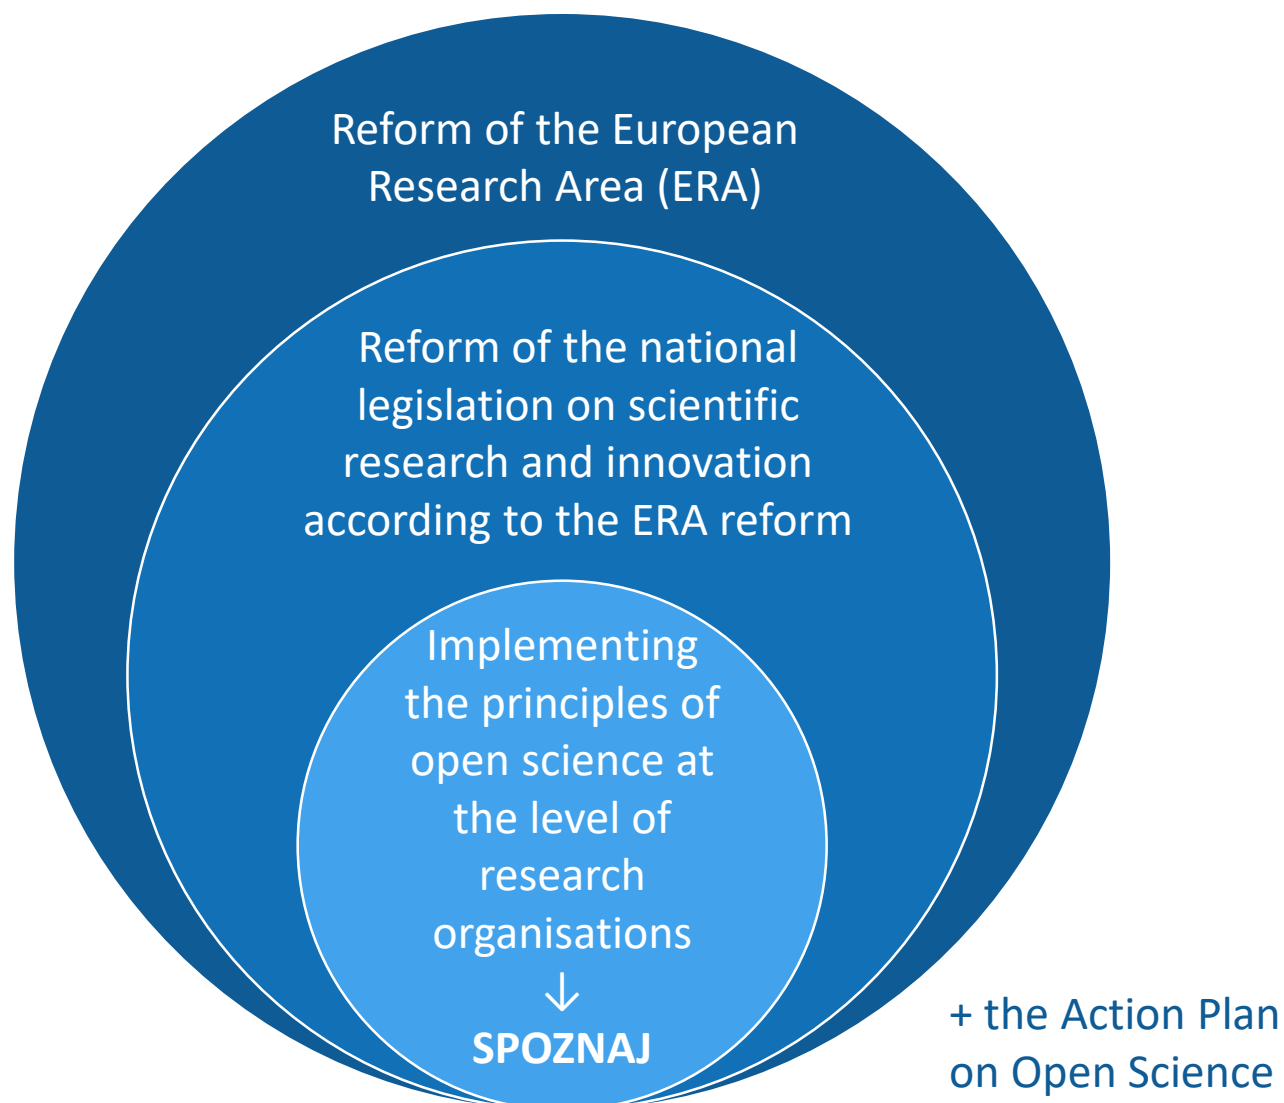 Reform of the European
Research Area (ERA)
Reform of the national
legislation on scientific
research and innovation
according to the ERA reform
Implementing
the principles of
open science at
the level of
research
organisations
↓
SPOZNAJ
+ the Action Plan
on Open Science